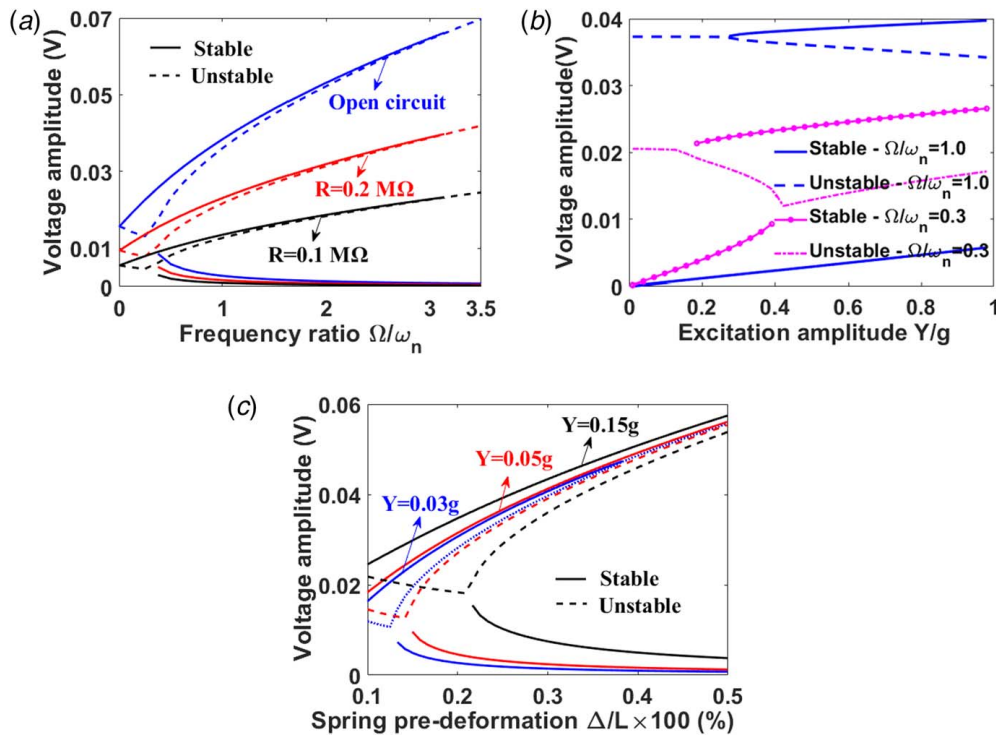 (a)
0.07
0.05
0.03
0.01
0
Voltage amplitude (V)
Stable
Unstable
Open circuit
R=0.2 MΩ
R=0.1 MΩ
0 1 2 3 3.5
Frequency ratio Ω/ωn
(b)
0.04
0.03
0.02
0.01
0
Voltage amplitude(V)
Stable - Ω/ωn=1.0
Unstable - Ω/ωn=1.0
Stable - Ω/ωn=0.3
Unstable - Ω/ωn=0.3
0 0.2 0.4 0.6 0.8 1
Excitation amplitude Y/g
(c)
0.06
0.04
0.02
0
Voltage amplitude (V)
Y=0.15g
Y=0.05g
Y=0.03g
Stable
Unstable
0.1 0.2 0.3 0.4 0.5
Spring pre-deformation Δ/L×100 (%)